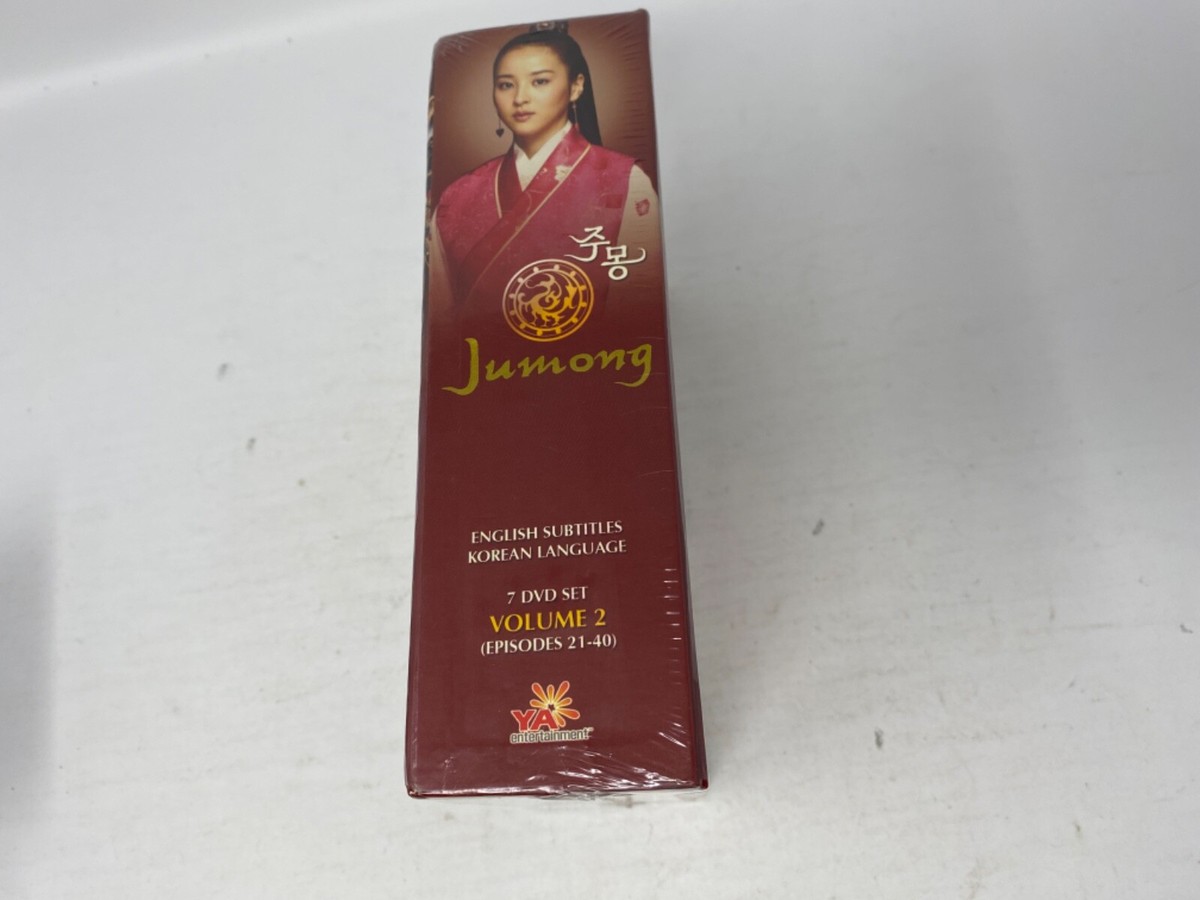 주몽
Jumong
ENGLISH SUBTITLES
KOREAN LANGUAGE
7 DVD SET
VOLUME 2
(EPISODES 21-40)
YA
entertainment